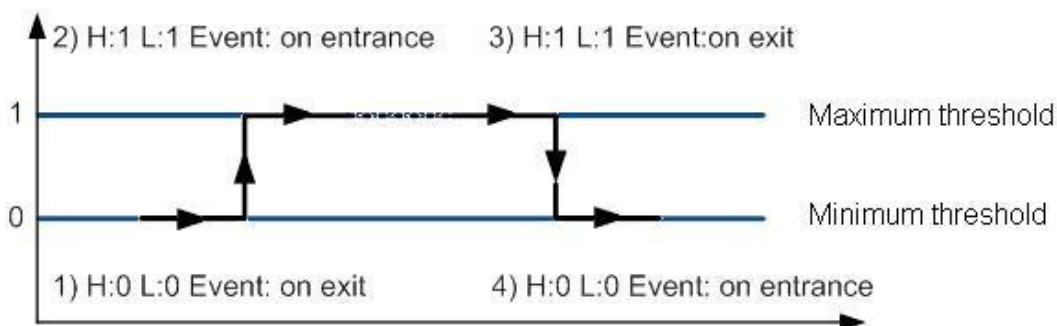 2) H:1 L:1 Event: on entrance
3) H:1 L:1 Event:on exit
1
Maximum threshold
0
Minimum threshold
1) H:0 L:0 Event: on exit
4) H:0 L:0 Event: on entrance